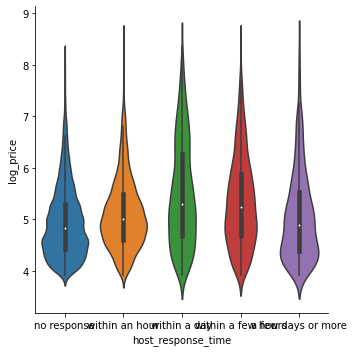 9
8
7
6
5
4
log_price
no response within an hour within a day within a few hours a few days or more
host_response_time